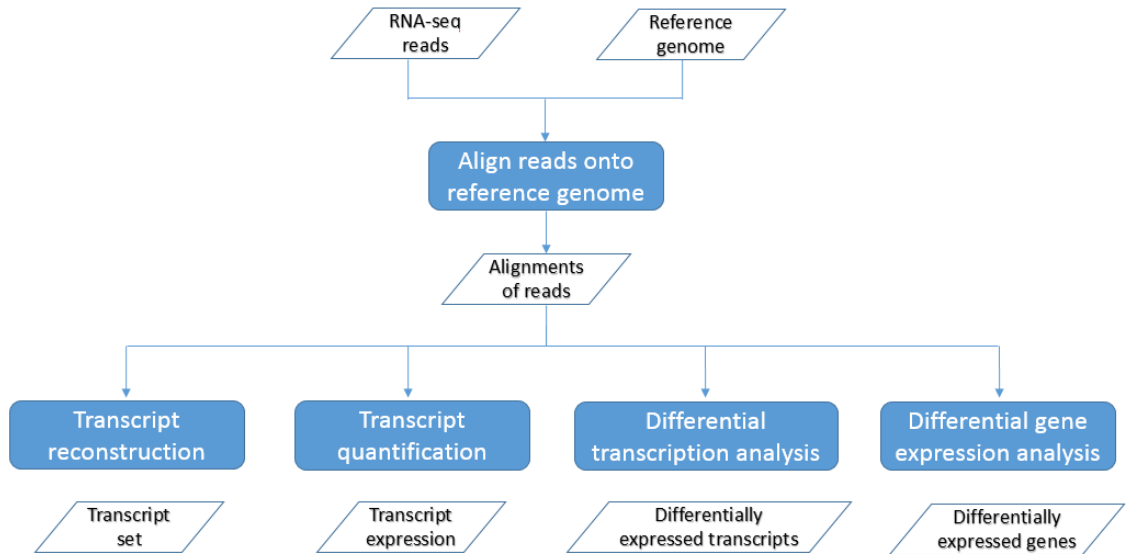 RNA-seq
reads
Reference
genome
Align reads onto
reference genome
Alignments
of reads
Transcript
reconstruction
Transcript
quantification
Differential
transcription analysis
Differential gene
expression analysis
Transcript
set
Transcript
expression
Differentially
expressed transcripts
Differentially
expressed genes